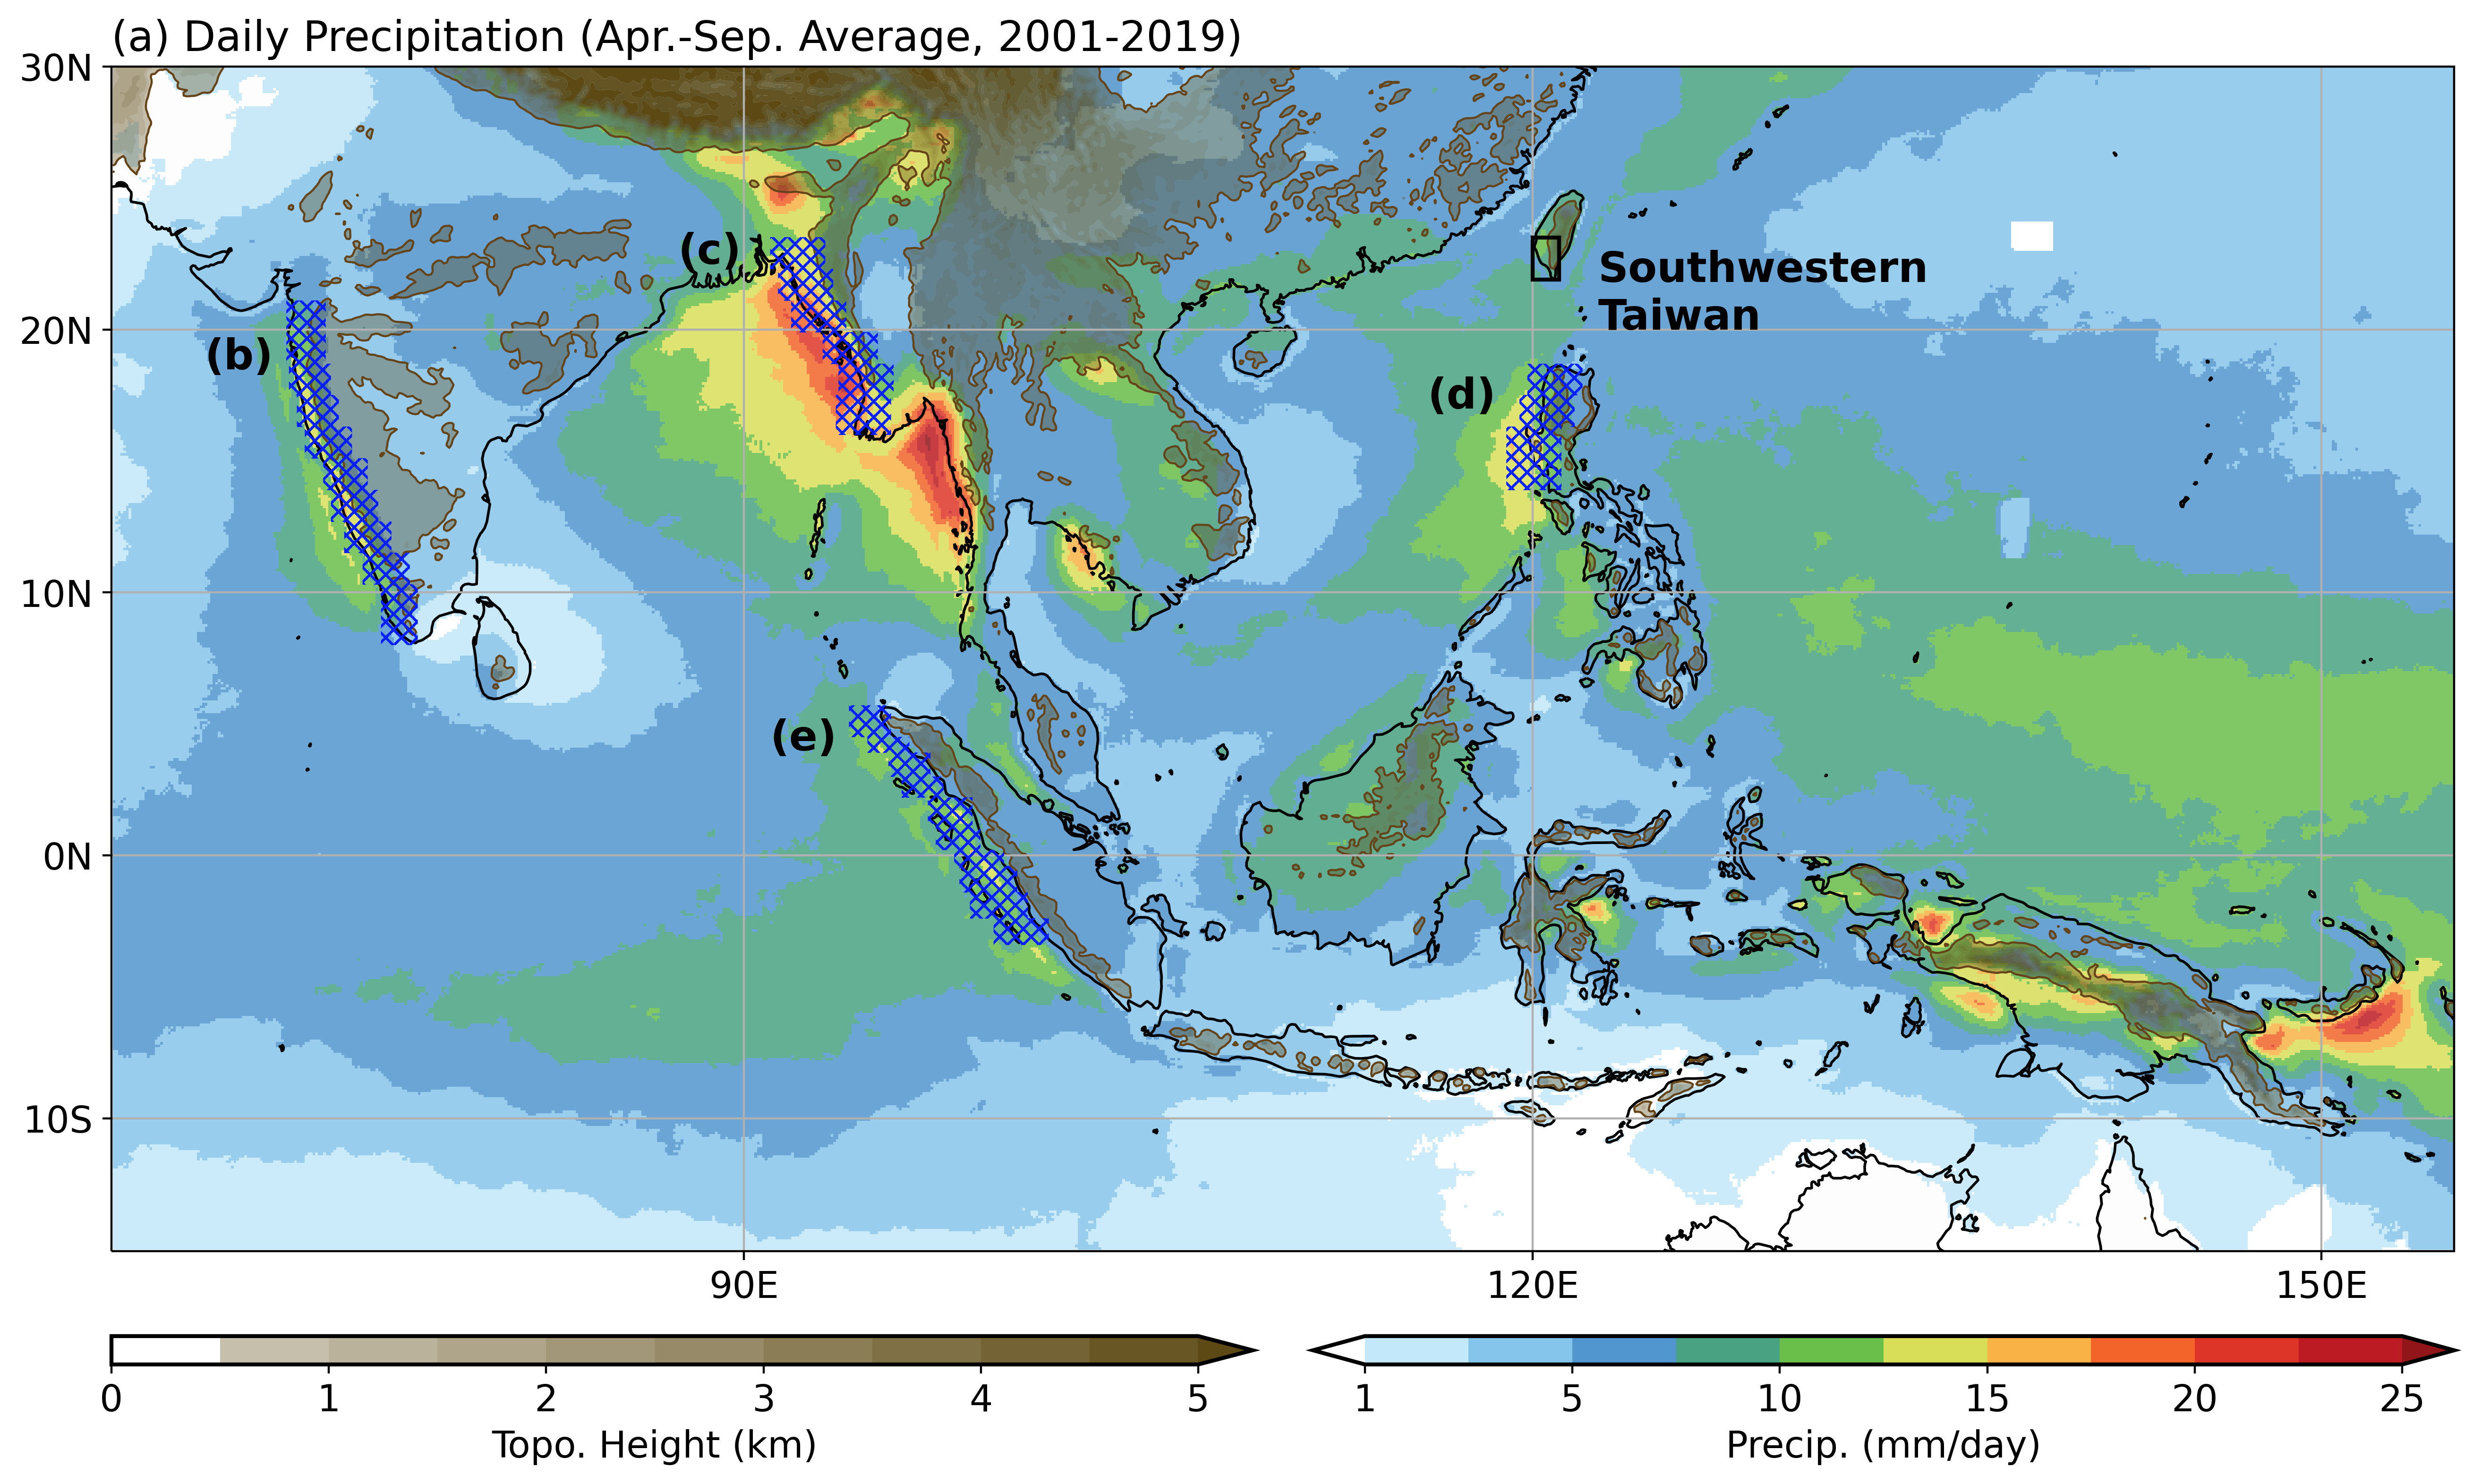 (a) Daily Precipitation (Apr.-Sep. Average, 2001-2019)
30N
20N
10N
0N
10S
(b)
(c)
(d)
(e)
Southwestern
Taiwan
90E 120E 150E
0 1 2 3 4 5
Topo. Height (km)
1 5 10 15 20 25
Precip. (mm/day)